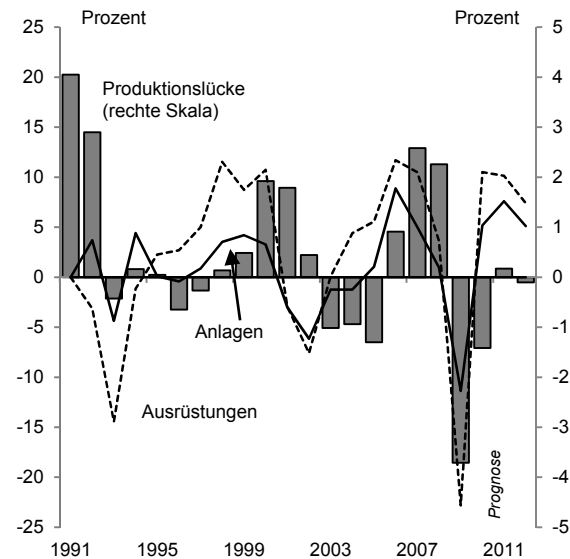 Prozent Prozent
25 5
20 4
Produktionslücke
(rechte Skala)
15 3
10 2
5 1
0 0
Anlagen
-5 -1
-10 -2
Ausrüstungen
-15 -3
-20 -4
Prognose
-25 -5
1991 1995 1999 2003 2007 2011